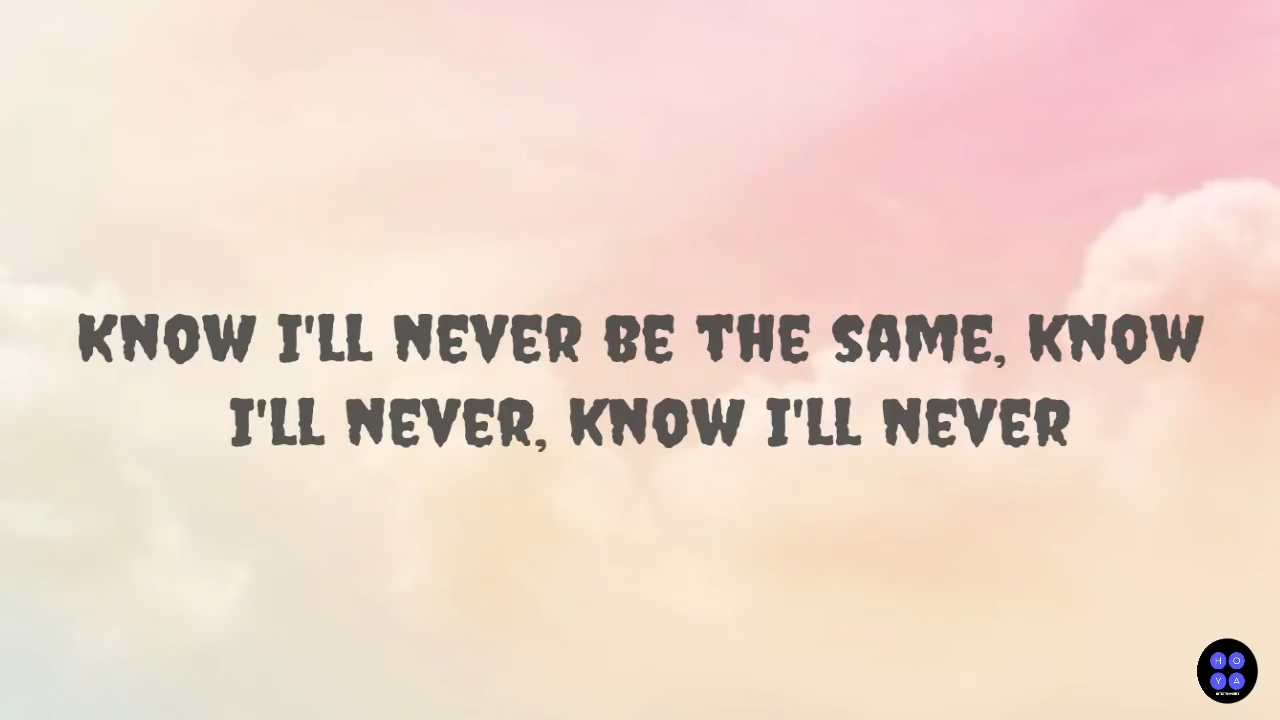 KNOW I'LL NEVER BE THE SAME, KNOW
I'LL NEVER, KNOW I'LL NEVER
H O
Y A